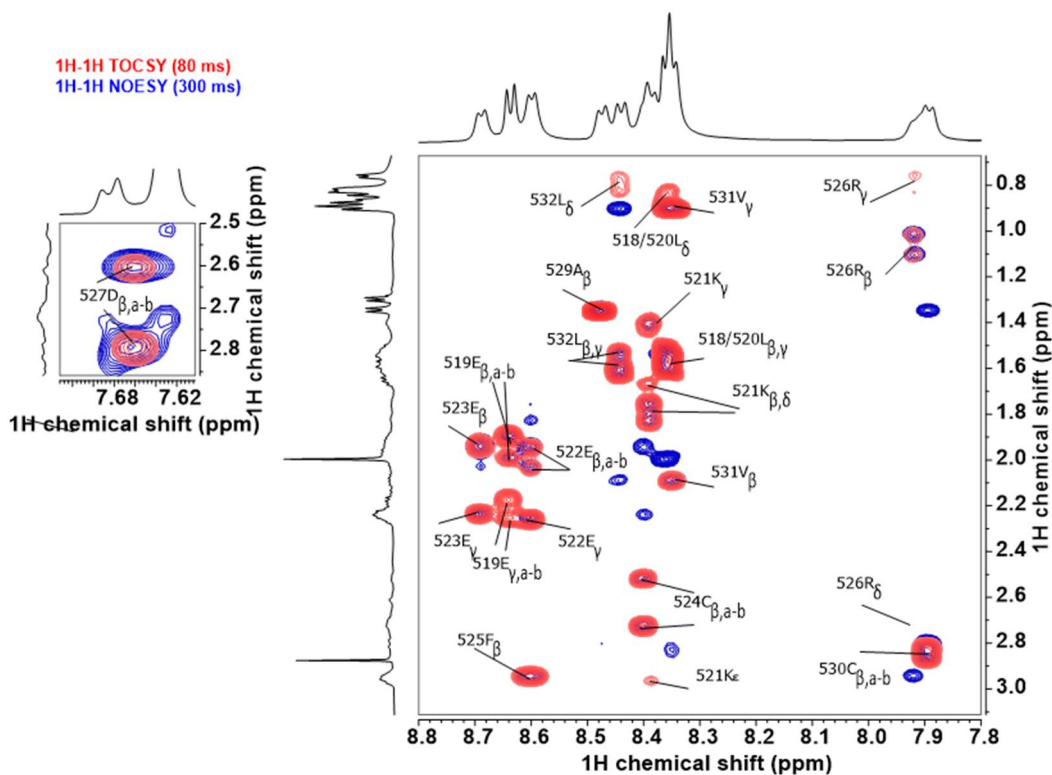 1H-1H TOCSY (80 ms)
1H-1H NOESY (300 ms)
2.5
2.6
2.7
2.8
527Dβ,a-b
7.68 7.62
1H chemical shift (ppm)
1H chemical shift (ppm)
532Lδ
531Vγ
518/520Lδ
526Rγ
526Rβ
529Aβ
521Kγ
532Lβ,γ
518/520Lβ,γ
519Eβ,a-b
521Kβ,δ
523Eβ
522Eβ,a-b
531Vβ
523Eγ
519Eγ,a-b
522Eγ
524Cβ,a-b
526Rδ
525Fβ
521Kε
530Cβ,a-b
0.8
1.0
1.2
1.4
1.6
1.8
2.0
2.2
2.4
2.6
2.8
3.0
1H chemical shift (ppm)
8.8 8.7 8.6 8.5 8.4 8.3 8.2 8.1 8.0 7.9 7.8
1H chemical shift (ppm)